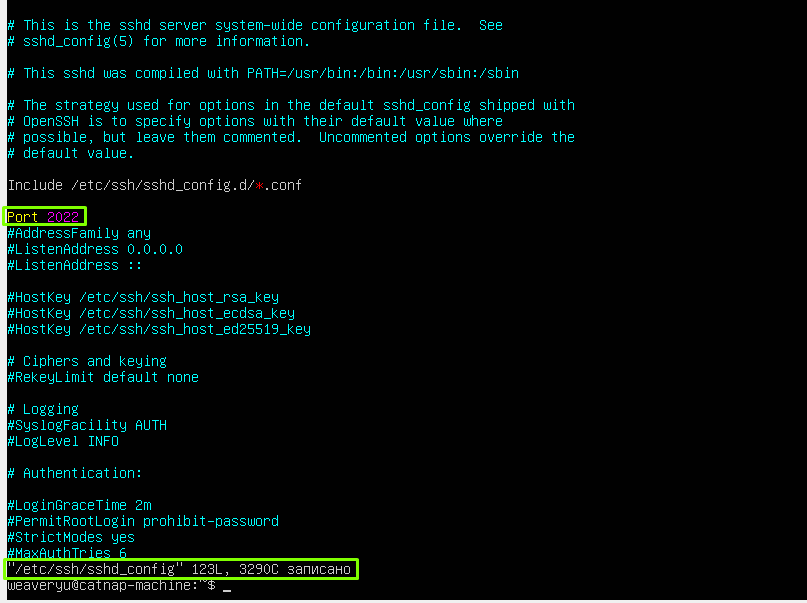 # This is the sshd server system-wide configuration file.  See
# sshd_config(5) for more information.
# This sshd was compiled with PATH=/usr/bin:/bin:/usr/sbin:/sbin
# The strategy used for options in the default sshd_config shipped with
# OpenSSH is to specify options with their default value where
# possible, but leave them commented.  Uncommented options override the
# default value.
Include /etc/ssh/sshd_config.d/*.conf
Port 2022
#AddressFamily any
#ListenAddress 0.0.0.0
#ListenAddress ::
#HostKey /etc/ssh/ssh_host_rsa_key
#HostKey /etc/ssh/ssh_host_ecdsa_key
#HostKey /etc/ssh/ssh_host_ed25519_key
# Ciphers and keying
#RekeyLimit default none
# Logging
#SyslogFacility AUTH
#LogLevel INFO
# Authentication:
#LoginGraceTime 2m
#PermitRootLogin prohibit-password
#StrictModes yes
#MaxAuthTries 6
"/etc/ssh/sshd_config" 123L, 3290C записано
weaveryu@catnap-machine:~$ _